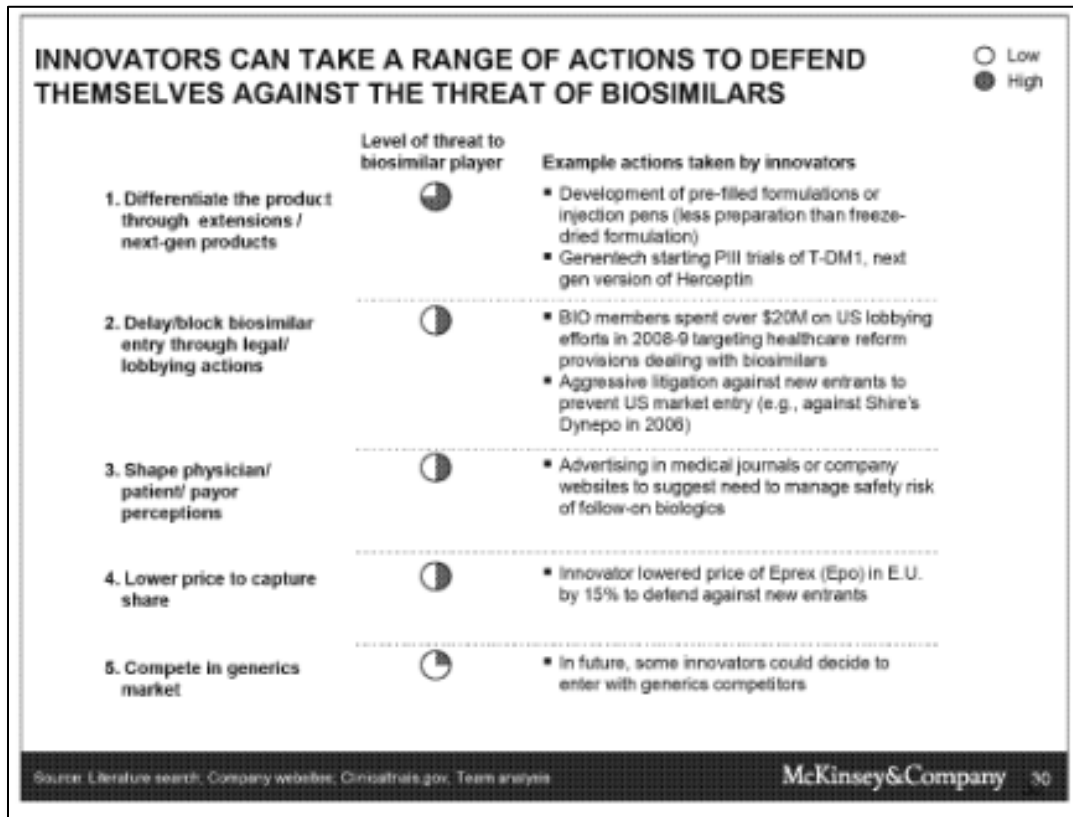 INNOVATORS CAN TAKE A RANGE OF ACTIONS TO DEFEND
THEMSELVES AGAINST THE THREAT OF BIOSIMILARS
Low
High
Level of threat to
biosimilar player
Example actions taken by innovators
1. Differentiate the product
through extensions /
next-gen products
▪ Development of pre-filled formulations or
injection pens (less preparation than freeze-
dried formulation)
▪ Genentech starting PIII trials of T-DM1, next
gen version of Herceptin
2. Delay/block biosimilar
entry through legal/
lobbying actions
▪ BIO members spent over $20M on US lobbying
efforts in 2008-9 targeting healthcare reform
provisions dealing with biosimilars
▪ Aggressive litigation against new entrants to
prevent US market entry (e.g., against Shire's
Dynepo in 2006)
3. Shape physician/
patient/ payor
perceptions
▪ Advertising in medical journals or company
websites to suggest need to manage safety risk
of follow-on biologics
4. Lower price to capture
share
▪ Innovator lowered price of Eprex (Epo) in E.U.
by 15% to defend against new entrants
5. Compete in generics
market
▪ In future, some innovators could decide to
enter with generics competitors
Source: Literature search; Company websites; Clinicaltrials.gov, Team analysis
McKinsey&Company 30